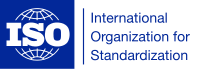 ISO
International
Organization for
Standardization